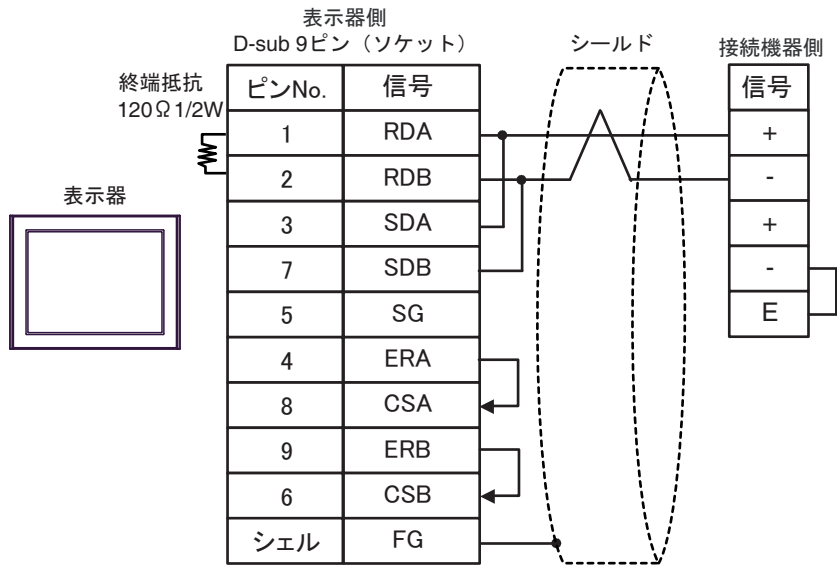 表示器側
D-sub 9ピン（ソケット）
シールド
接続機器側
終端抵抗
120Ω1/2W
表示器
ピンNo. 信号
1 RDA
2 RDB
3 SDA
7 SDB
5 SG
4 ERA
8 CSA
9 ERB
6 CSB
シェル FG
信号
+
-
+
-
E